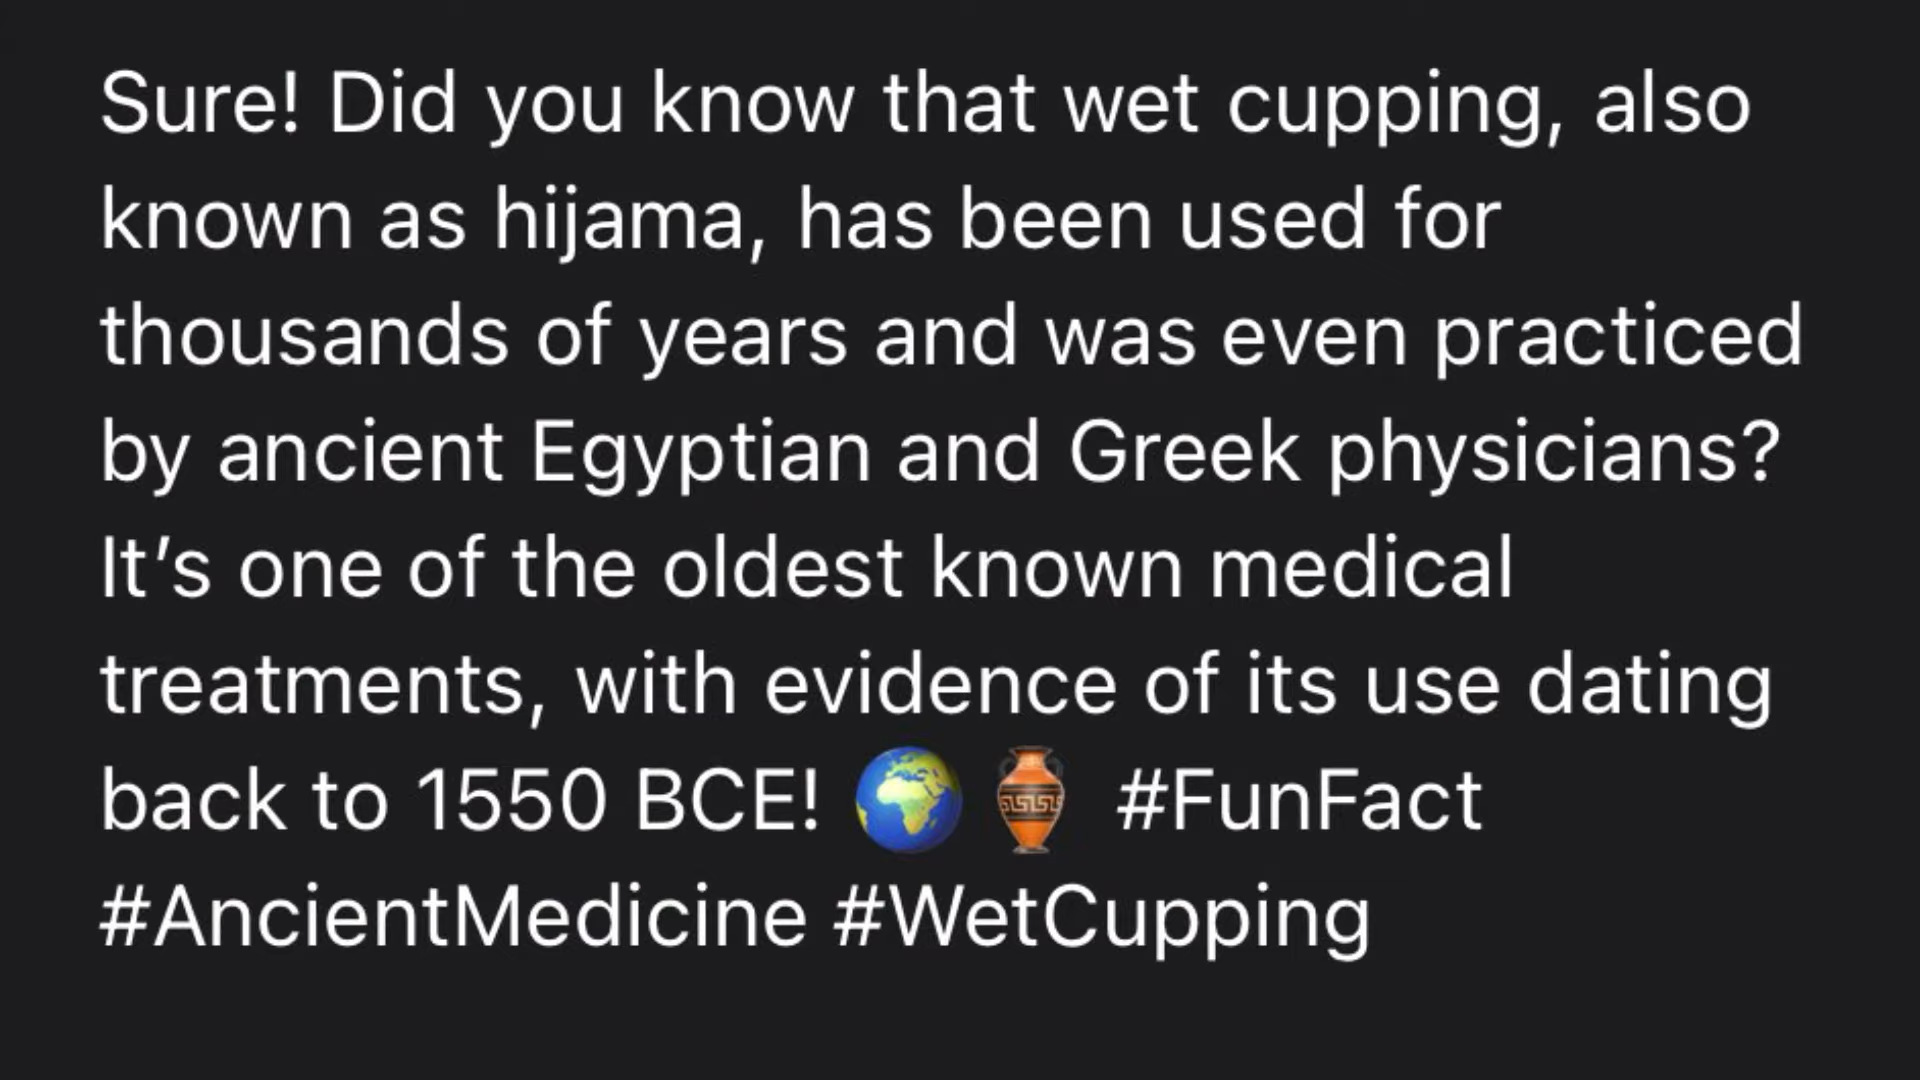 Sure! Did you know that wet cupping, also
known as hijama, has been used for
thousands of years and was even practiced
by ancient Egyptian and Greek physicians?
It’s one of the oldest known medical
treatments, with evidence of its use dating
back to 1550 BCE! 🌍🏺 #FunFact
#AncientMedicine #WetCupping